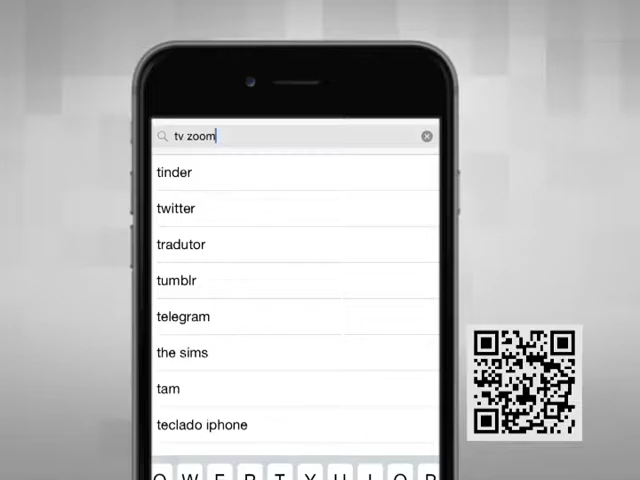 tv zoom
tinder
twitter
tradutor
tumblr
telegram
the sims
tam
teclado iphone
Q W E R T Y U I O P